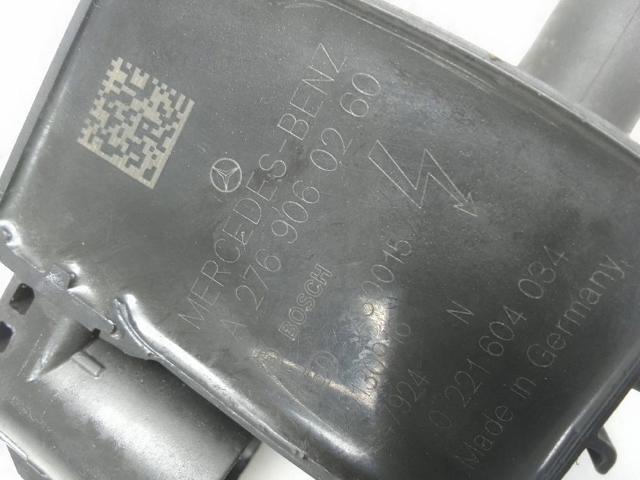 MERCEDES-BENZ
A 276 906 02 60
BOSCH
N
0 221 604 034
Made in Germany